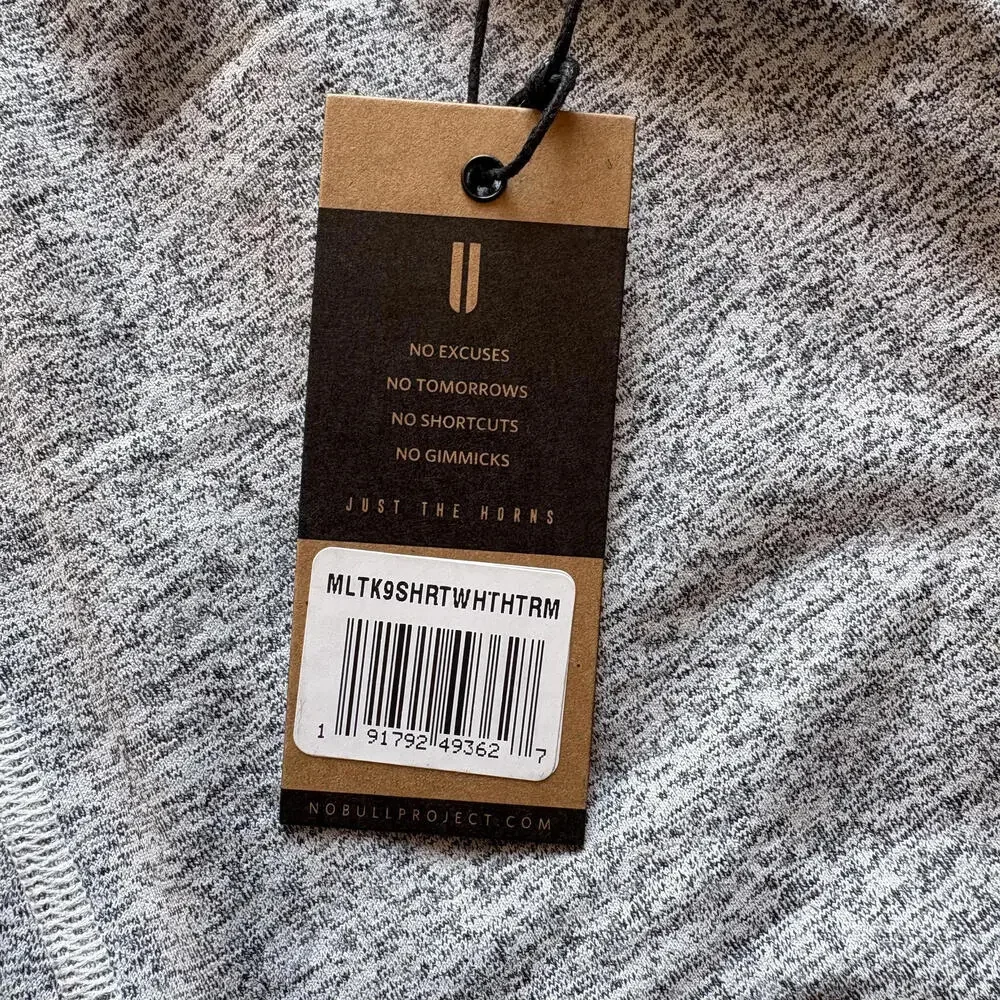 NO EXCUSES
NO TOMORROWS
NO SHORTCUTS
NO GIMMICKS
JUST THE HORNS
MLTK9SHRTWHTHTRM
1 91792 49362 7
NOBULLPROJECT.COM